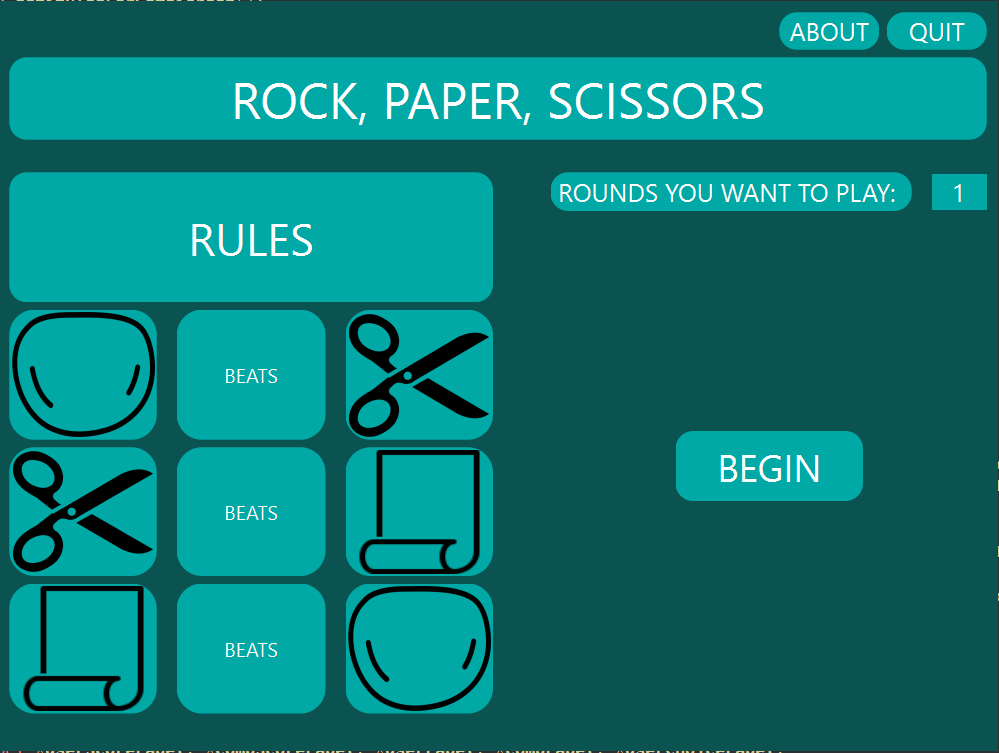 ABOUT
QUIT
ROCK, PAPER, SCISSORS
RULES
ROUNDS YOU WANT TO PLAY:
1
BEATS
BEATS
BEGIN
BEATS